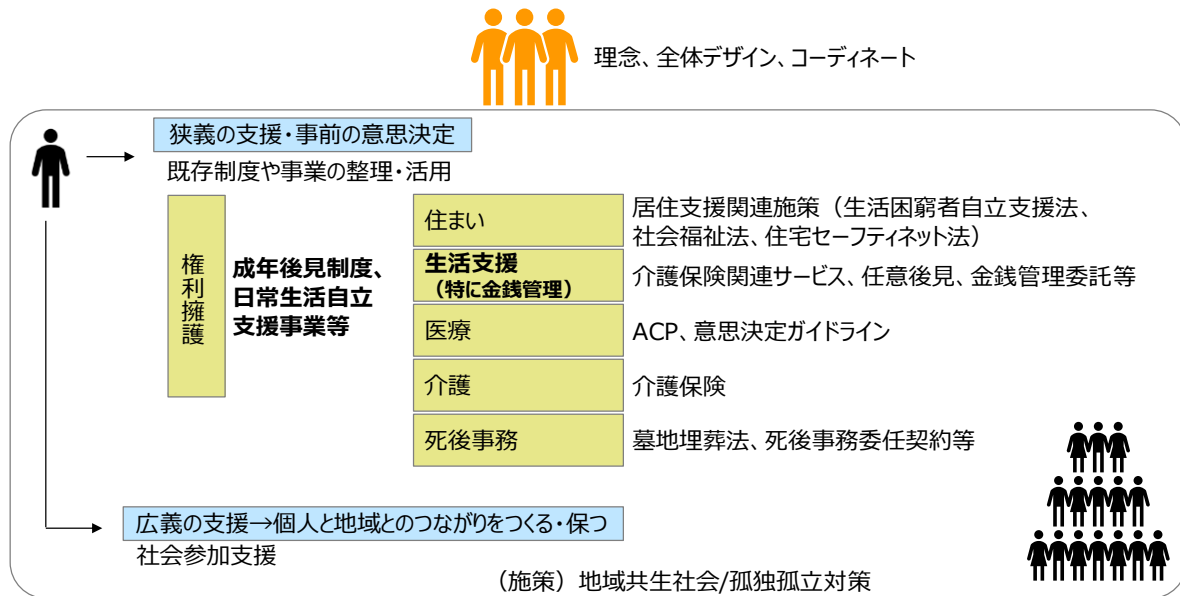 理念、全体デザイン、コーディネート
狭義の支援・事前の意思決定
既存制度や事業の整理・活用
権利擁護
成年後見制度、
日常生活自立
支援事業等
住まい
居住支援関連施策（生活困窮者自立支援法、
社会福祉法、住宅セーフティネット法）
生活支援
（特に金銭管理）
介護保険関連サービス、任意後見、金銭管理委託等
医療
ACP、意思決定ガイドライン
介護
介護保険
死後事務
墓地埋葬法、死後事務委任契約等
広義の支援→個人と地域とのつながりをつくる・保つ
社会参加支援
（施策）地域共生社会/孤独孤立対策